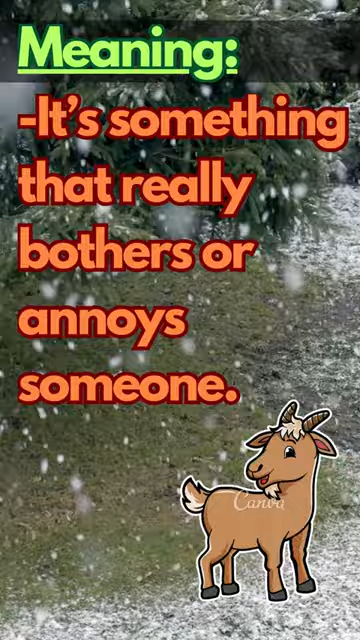 Meaning:
-It's something
that really
bothers or
annoys
someone.
Canva